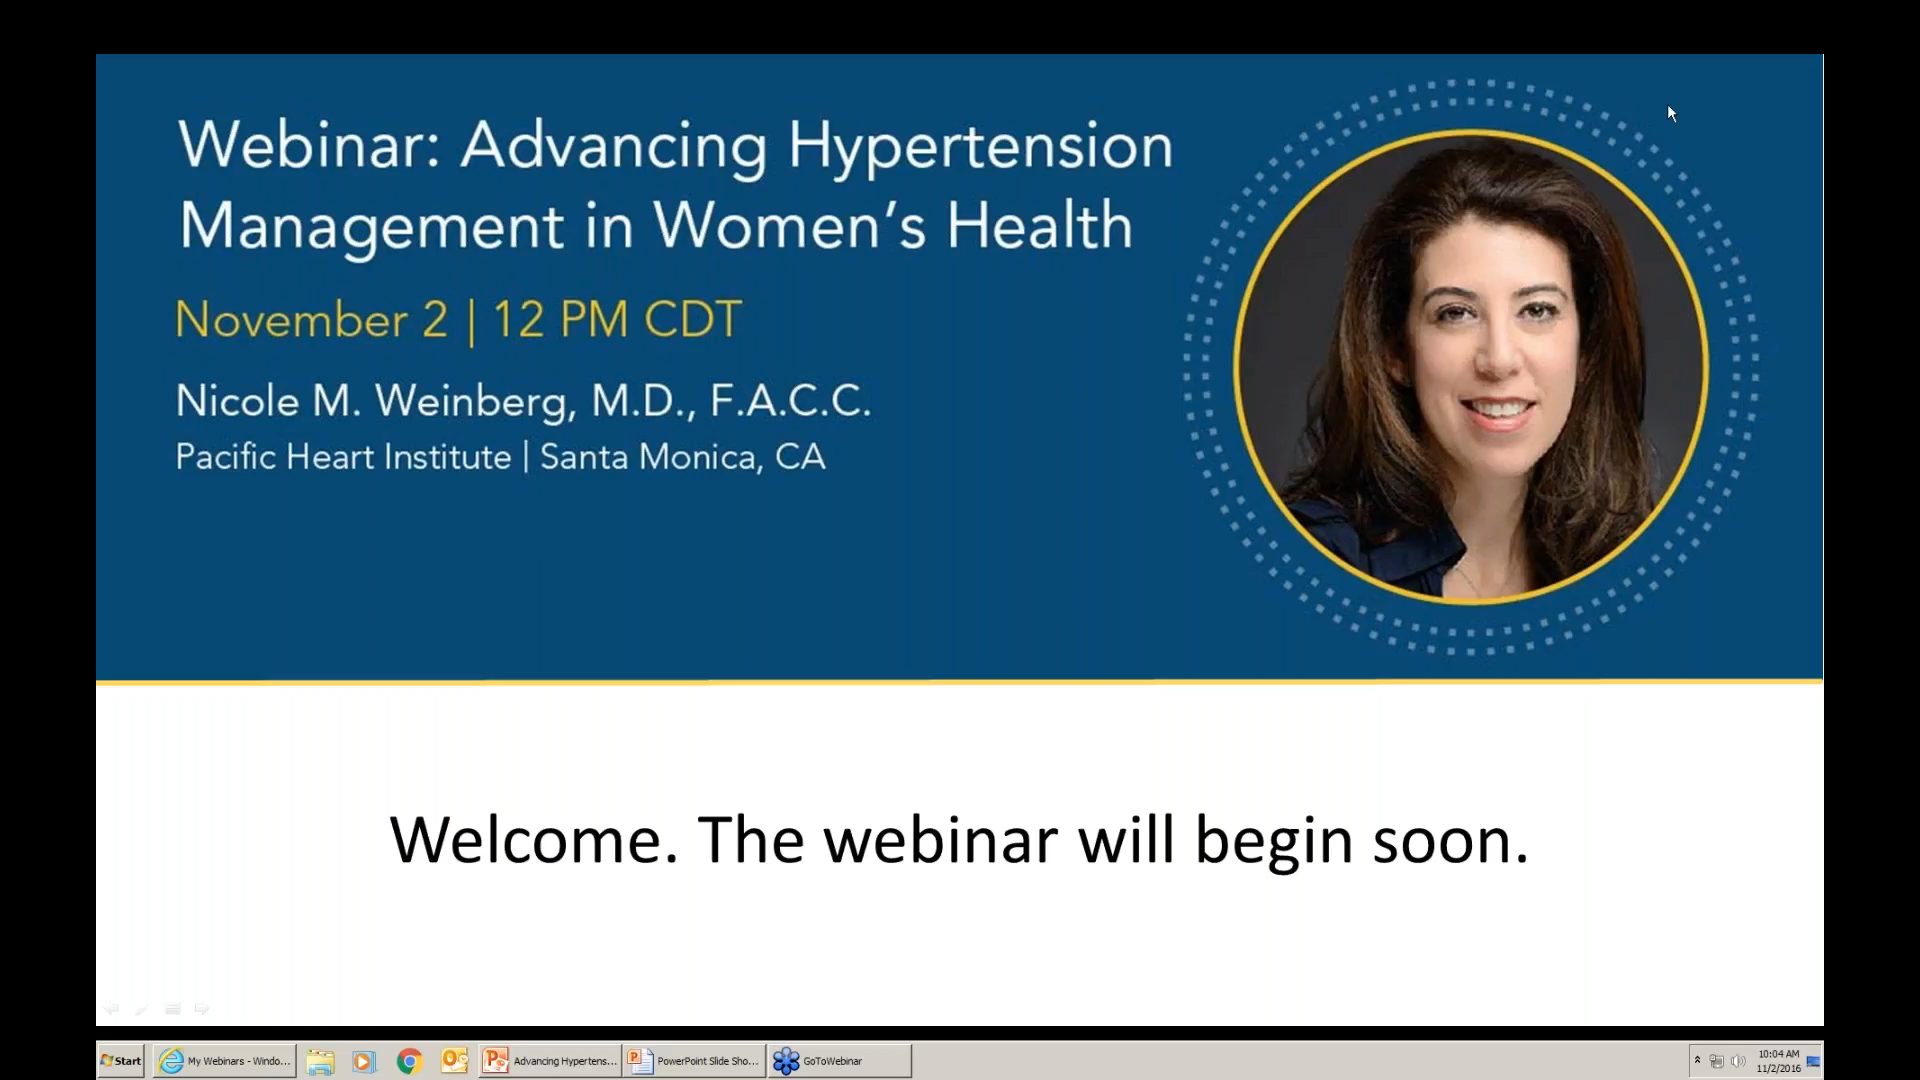 Webinar: Advancing Hypertension
Management in Women’s Health
November 2 | 12 PM CDT
Nicole M. Weinberg, M.D., F.A.C.C.
Pacific Heart Institute | Santa Monica, CA
Welcome. The webinar will begin soon.
Start
My Webinars - Windo...
Advancing Hypertens...
PowerPoint Slide Sho...
GoToWebinar
10:04 AM
11/2/2016